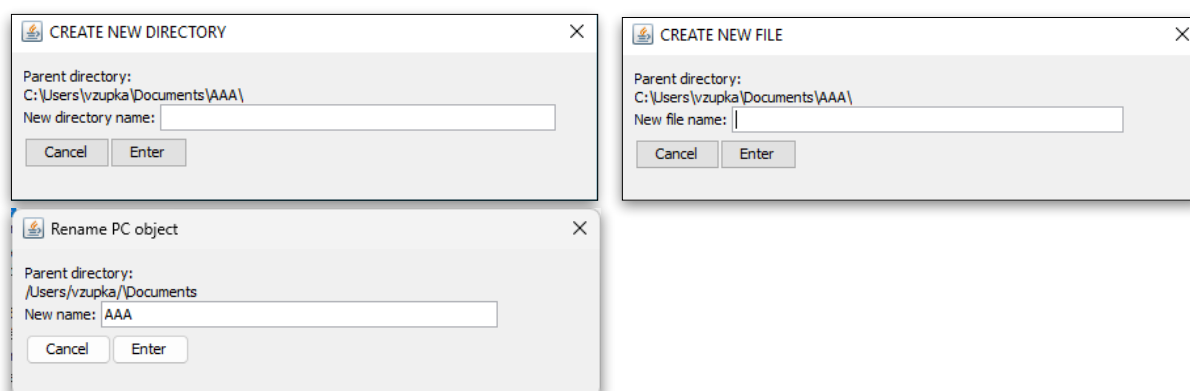 CREATE NEW DIRECTORY
Parent directory:
C:\Users\vzupka\Documents\AAA\
New directory name:
Cancel Enter
CREATE NEW FILE
Parent directory:
C:\Users\vzupka\Documents\AAA\
New file name:
Cancel Enter
Rename PC object
Parent directory:
/Users/vzupka/\Documents
New name: AAA
Cancel Enter